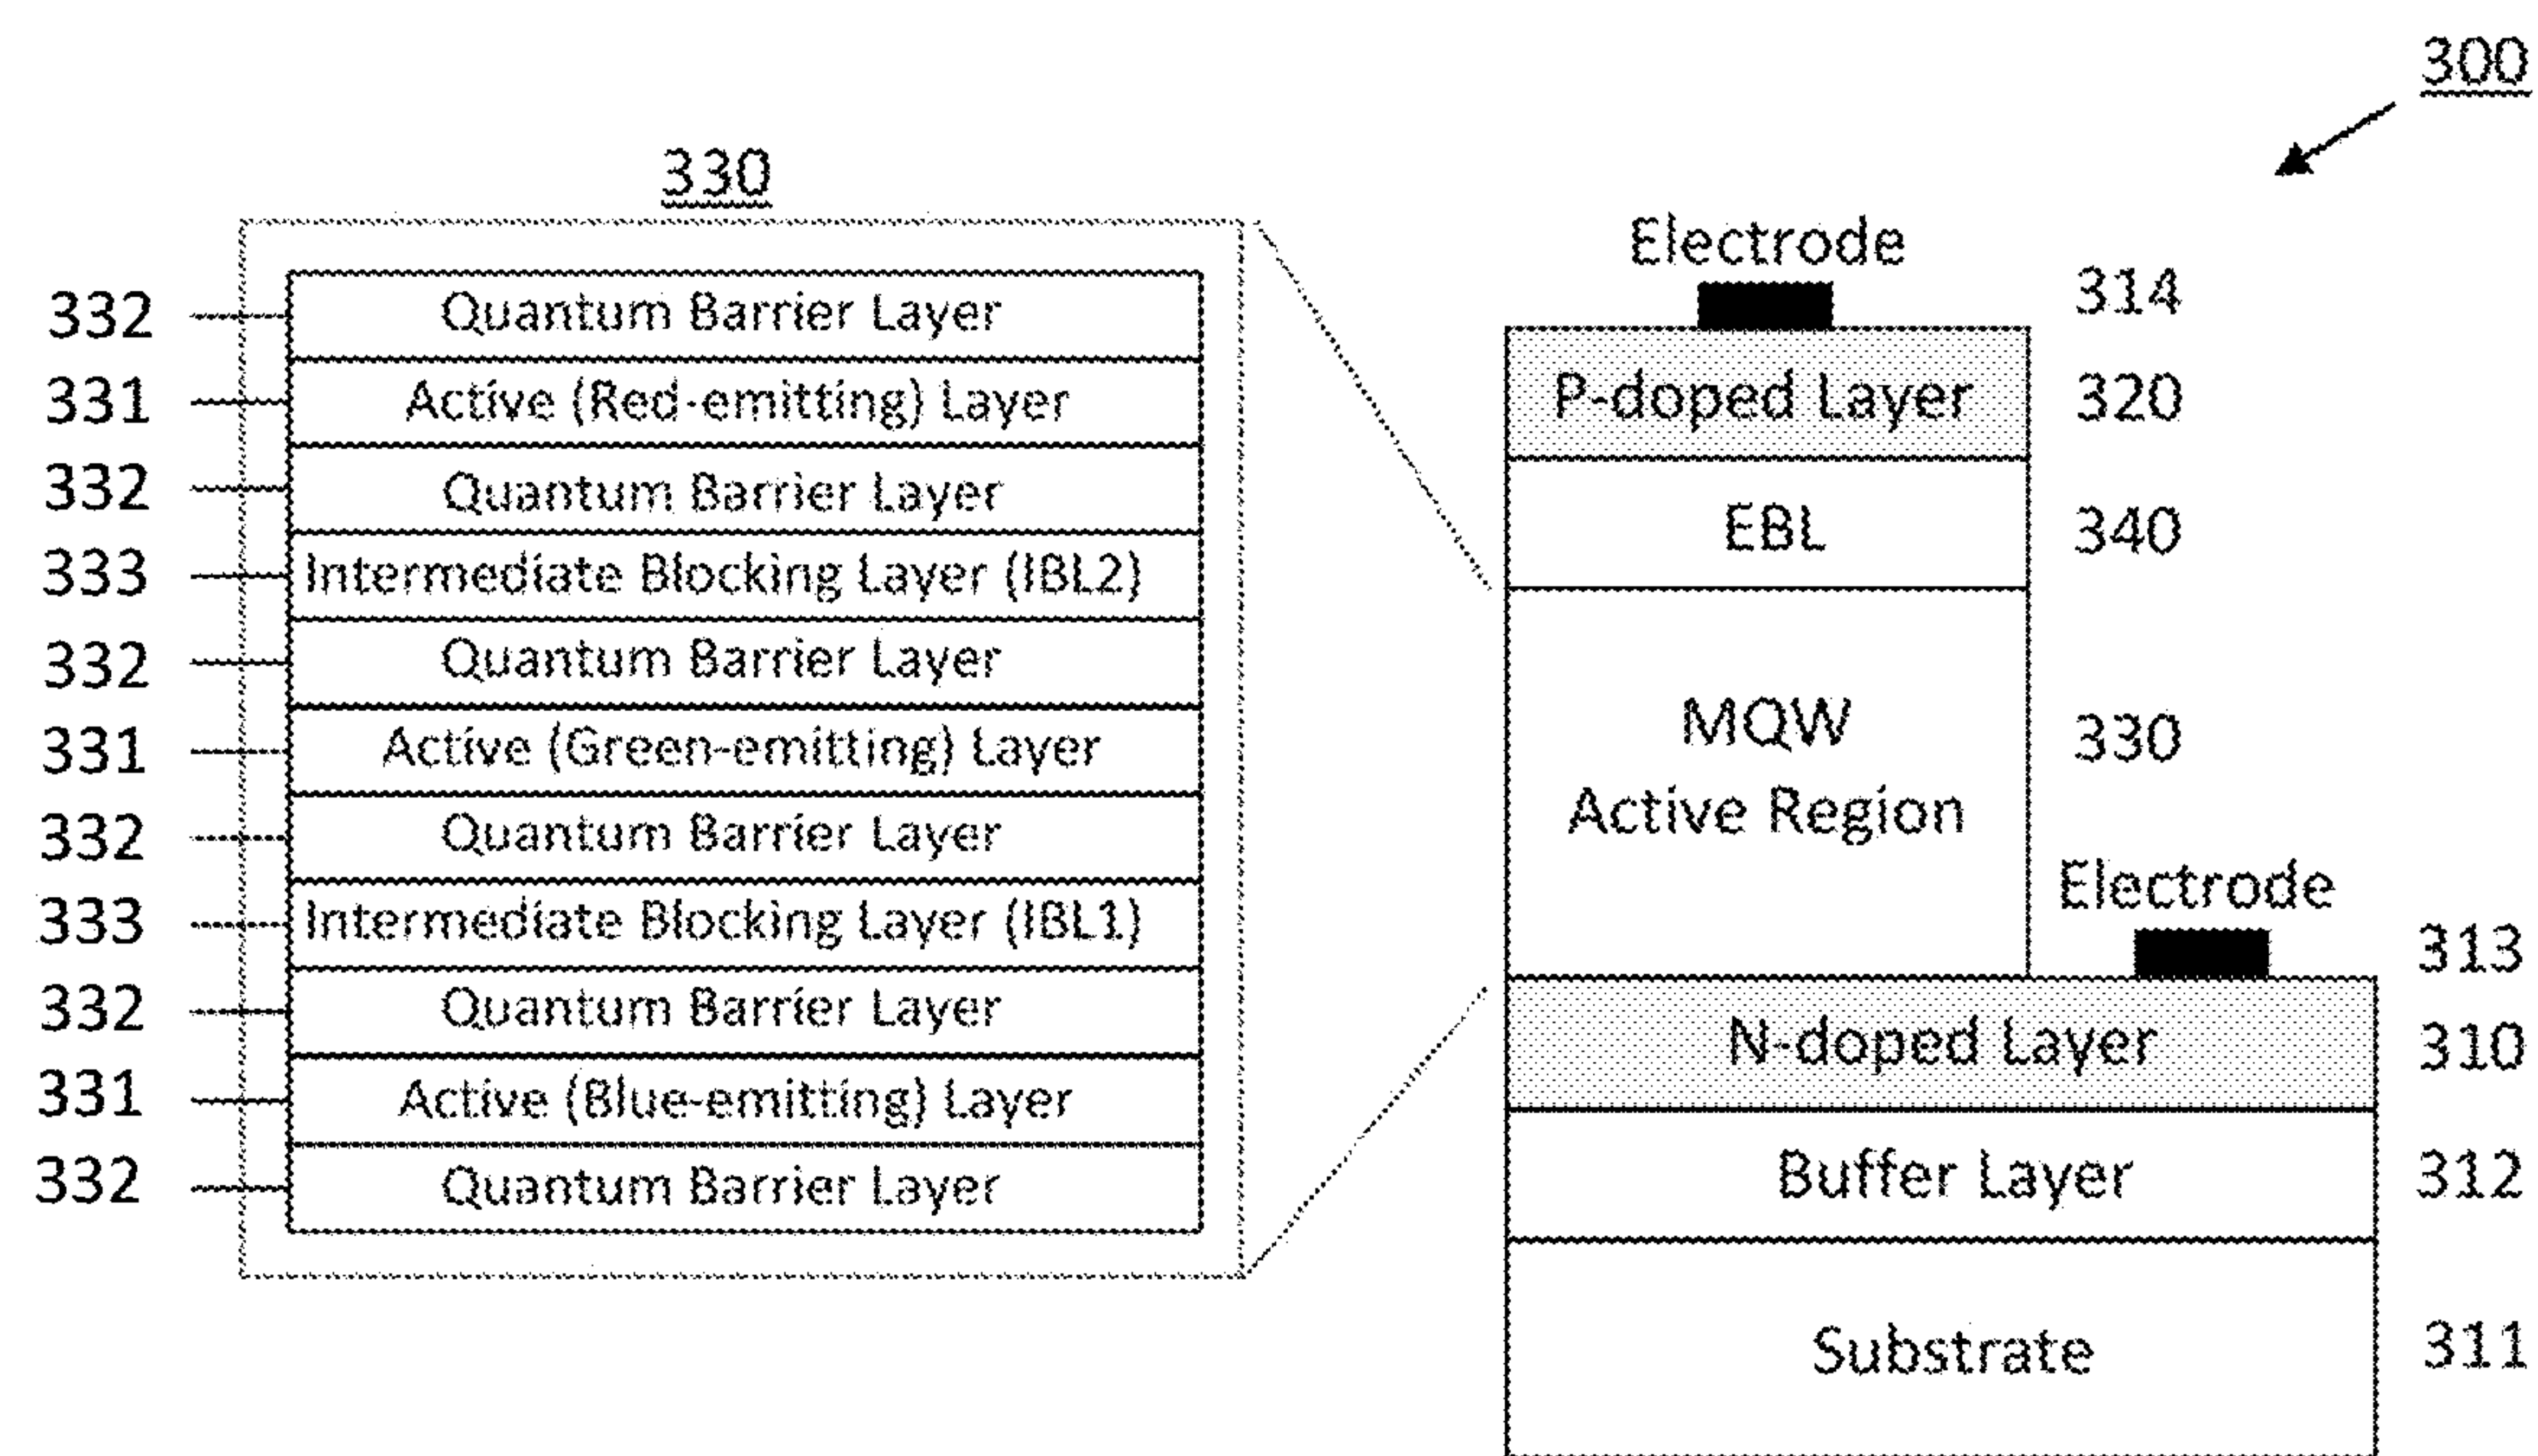 300
330
332 Quantum Barrier Layer
331 Active (Red-emitting) Layer
332 Quantum Barrier Layer
333 Intermediate Blocking Layer (IBL2)
332 Quantum Barrier Layer
331 Active (Green-emitting) Layer
332 Quantum Barrier Layer
333 Intermediate Blocking Layer (IBL1)
332 Quantum Barrier Layer
331 Active (Blue-emitting) Layer
332 Quantum Barrier Layer
Electrode
314
P-doped Layer 320
EBL 340
MQW
Active Region
330
Electrode
313
N-doped Layer 310
Buffer Layer 312
Substrate 311